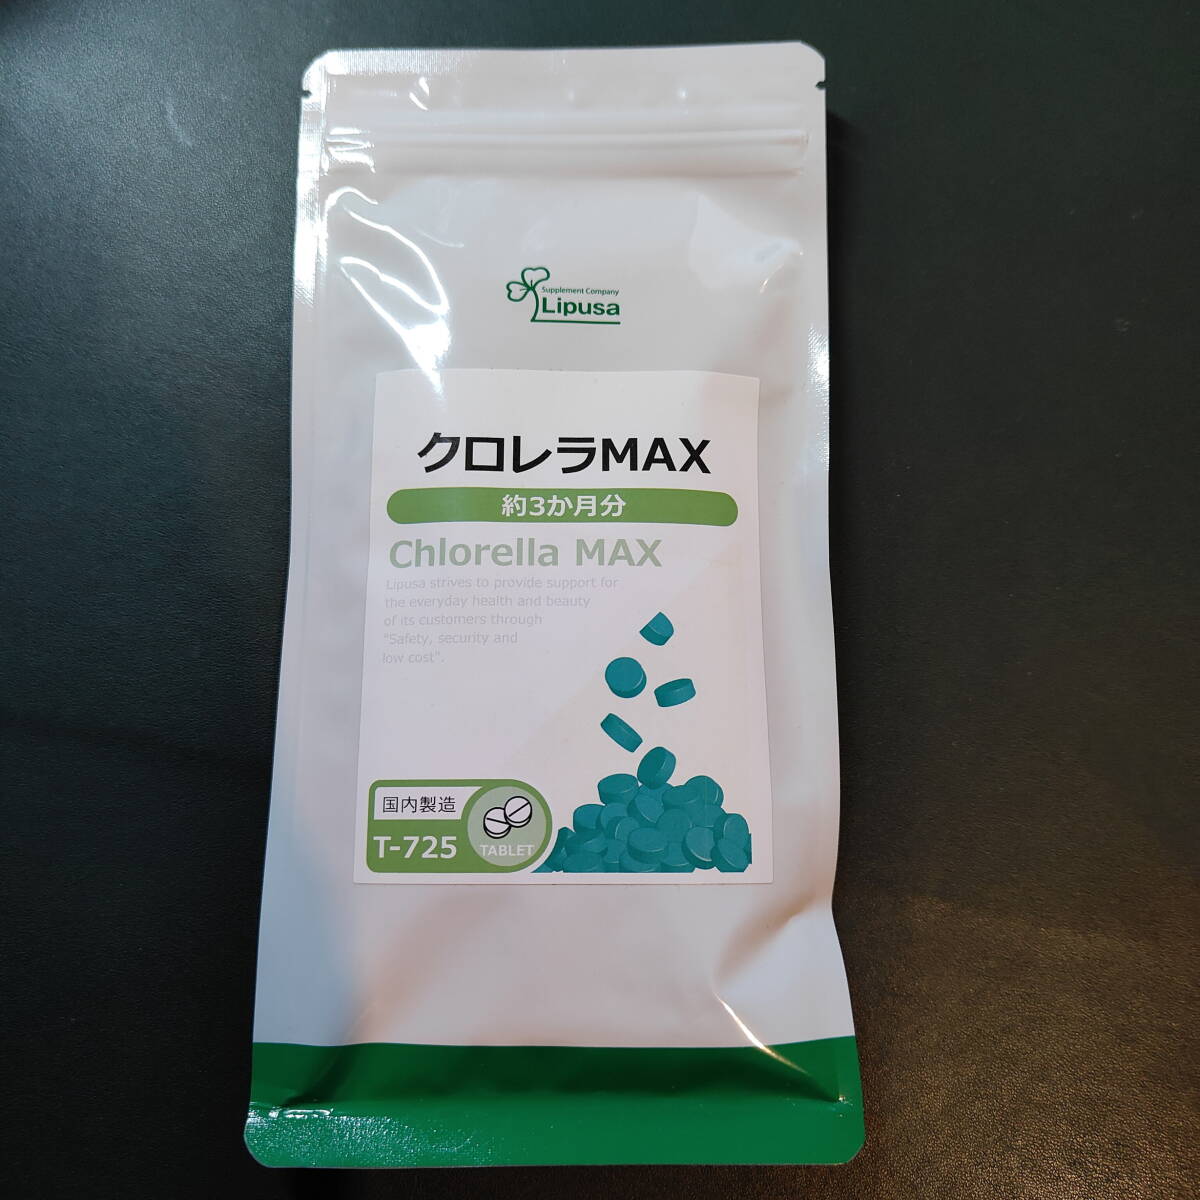 Supplement Company
Lipusa
クロレラMAX
約3か月分
Chlorella MAX
Lipusa strives to provide support for
the everyday health and beauty
of its customers through
"Safety, security and
low cost".
国内製造
T-725
TABLET